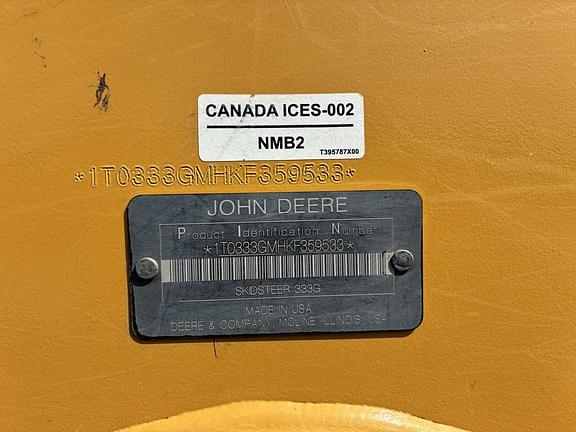 CANADA ICES-002
NMB2
T395787X00
*1T0333GMHKF359533*
JOHN DEERE
Product Identification Number
*1T0333GMHKF359533*
SKIDSTEER 333G
MADE IN USA
DEERE & COMPANY MOLINE ILLINOIS USA